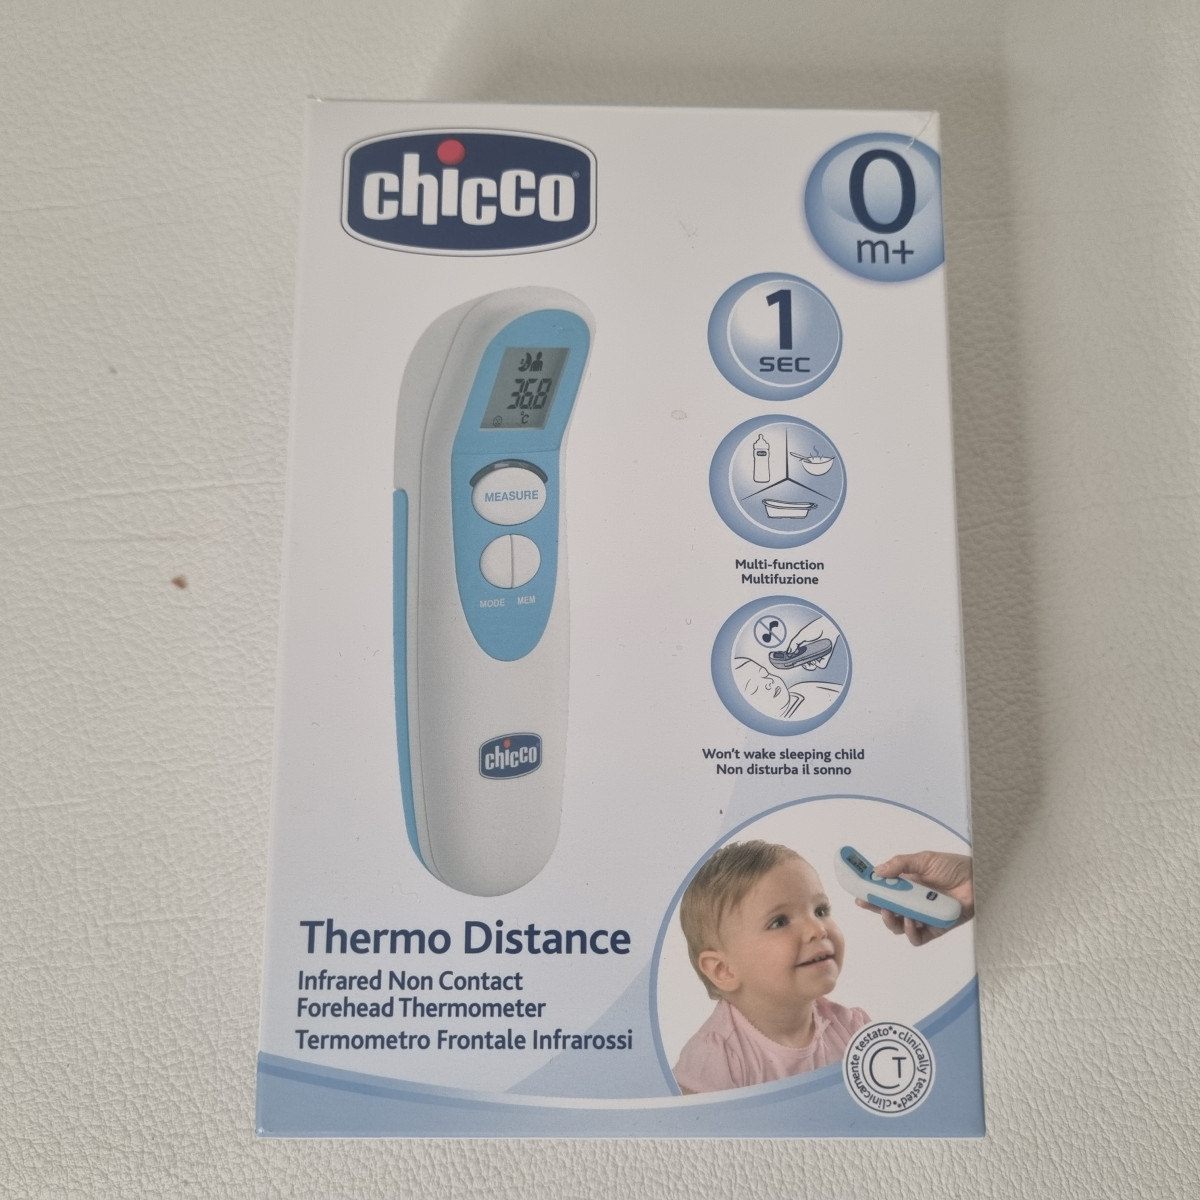 chicco
0
m+
1
SEC
36.8
°C
MEASURE
MODE MEM
Multi-function
Multifuzione
Won't wake sleeping child
Non disturba il sonno
chicco
Thermo Distance
Infrared Non Contact
Forehead Thermometer
Termometro Frontale Infrarossi
clinicamente testato°•clinically tested°•
CT